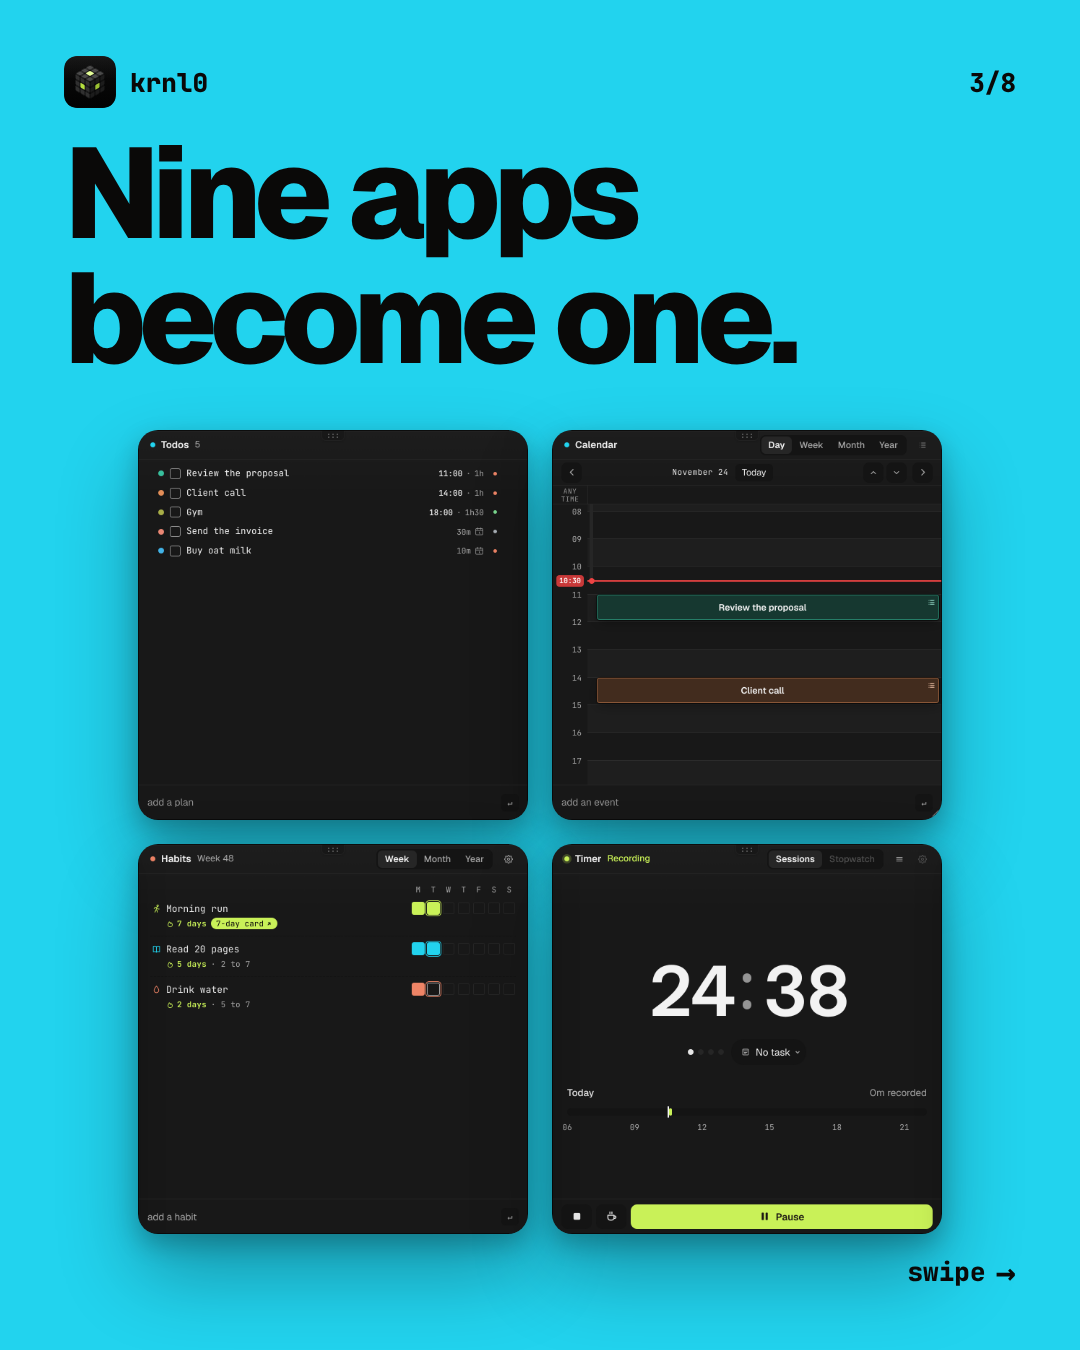 krnl0
3/8
Nine apps
become one.
Todos 5
Review the proposal 11:00 · 1h
Client call 14:00 · 1h
Gym 18:00 · 1h30
Send the invoice 30m
Buy oat milk 10m
add a plan
Calendar Day Week Month Year
November 24 Today
ANY
TIME
08
09
10
10:30
11
Review the proposal
12
13
14
Client call
15
16
17
add an event
Habits Week 48 Week Month Year
M T W T F S S
Morning run
7 days 7-day card
Read 20 pages
5 days · 2 to 7
Drink water
2 days · 5 to 7
add a habit
Timer Recording Sessions Stopwatch
24:38
No task
Today 0m recorded
06 09 12 15 18 21
Pause
swipe →